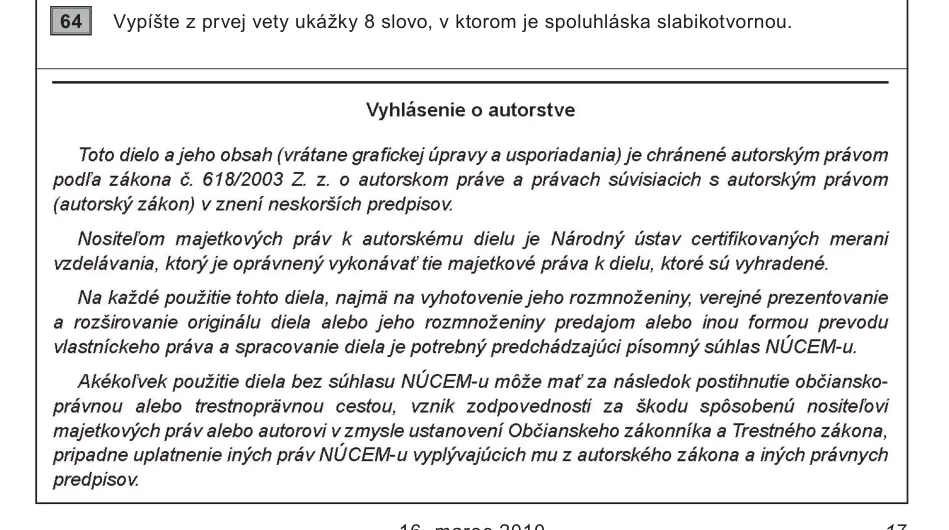 64 Vypíšte z prvej vety ukážky 8 slovo, v ktorom je spoluhláska slabikotvornou.
Vyhlásenie o autorstve
Toto dielo a jeho obsah (vrátane grafickej úpravy a usporiadania) je chránené autorským právom
podľa zákona č. 618/2003 Z. z. o autorskom práve a právach súvisiacich s autorským právom
(autorský zákon) v znení neskorších predpisov.
Nositeľom majetkových práv k autorskému dielu je Národný ústav certifikovaných meraní
vzdelávania, ktorý je oprávnený vykonávať tie majetkové práva k dielu, ktoré sú vyhradené.
Na každé použitie tohto diela, najmä na vyhotovenie jeho rozmnoženiny, verejné prezentovanie
a rozširovanie originálu diela alebo jeho rozmnoženiny predajom alebo inou formou prevodu
vlastníckeho práva a spracovanie diela je potrebný predchádzajúci písomný súhlas NÚCEM-u.
Akékoľvek použitie diela bez súhlasu NÚCEM-u môže mať za následok postihnutie občiansko-
právnou alebo trestnoprávnou cestou, vznik zodpovednosti za škodu spôsobenú nositeľovi
majetkových práv alebo autorovi v zmysle ustanovení Občianskeho zákonníka a Trestného zákona,
prípadne uplatnenie iných práv NÚCEM-u vyplývajúcich mu z autorského zákona a iných právnych
predpisov.
16. marec 2010 17